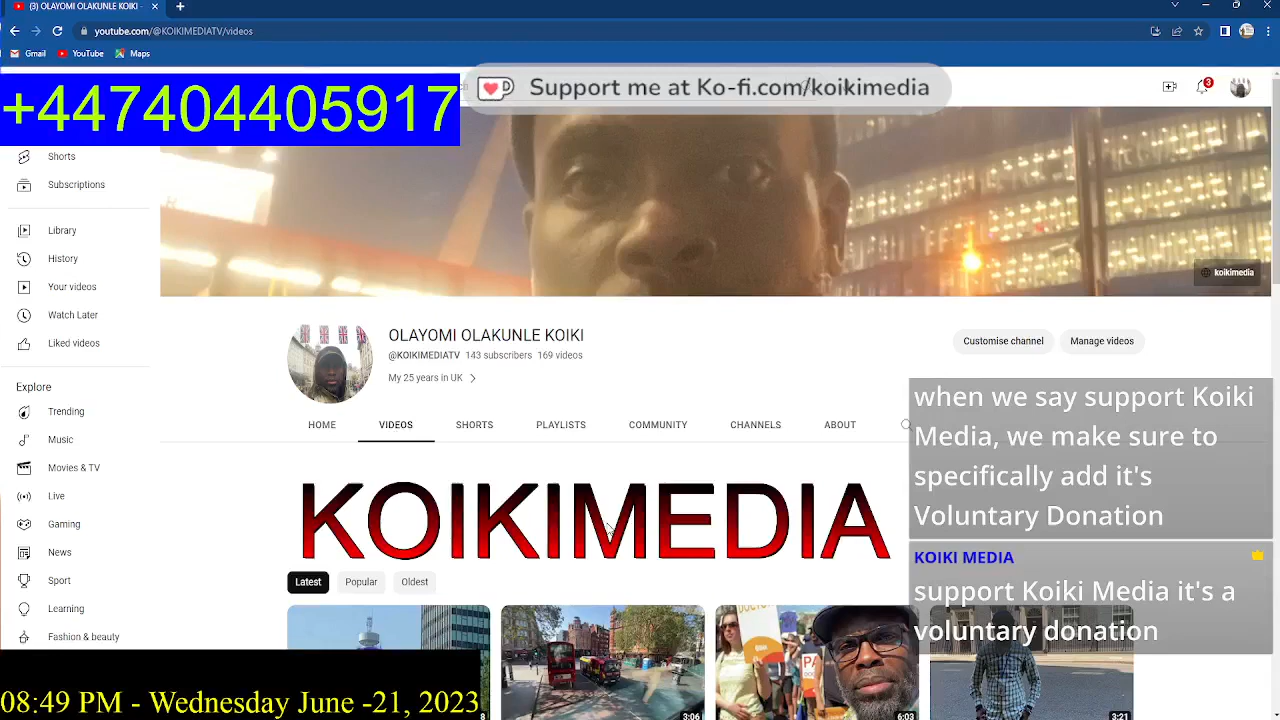 (3) OLAYOMI OLAKUNLE KOIKI -
youtube.com/@KOIKIMEDIATV/videos
Gmail
YouTube
Maps
+447404405917
Support me at Ko-fi.com/koikimedia
3
Shorts
Subscriptions
Library
History
Your videos
Watch Later
Liked videos
Explore
Trending
Music
Movies & TV
Live
Gaming
News
Sport
Learning
Fashion & beauty
koikimedia
OLAYOMI OLAKUNLE KOIKI
@KOIKIMEDIATV 143 subscribers 169 videos
My 25 years in UK
Customise channel
Manage videos
HOME
VIDEOS
SHORTS
PLAYLISTS
COMMUNITY
CHANNELS
ABOUT
KOIKIMEDIA
Latest
Popular
Oldest
when we say support Koiki
Media, we make sure to
specifically add it's
Voluntary Donation
KOIKI MEDIA
support Koiki Media it's a
voluntary donation
3:06
6:03
3:21
08:49 PM - Wednesday June -21, 2023